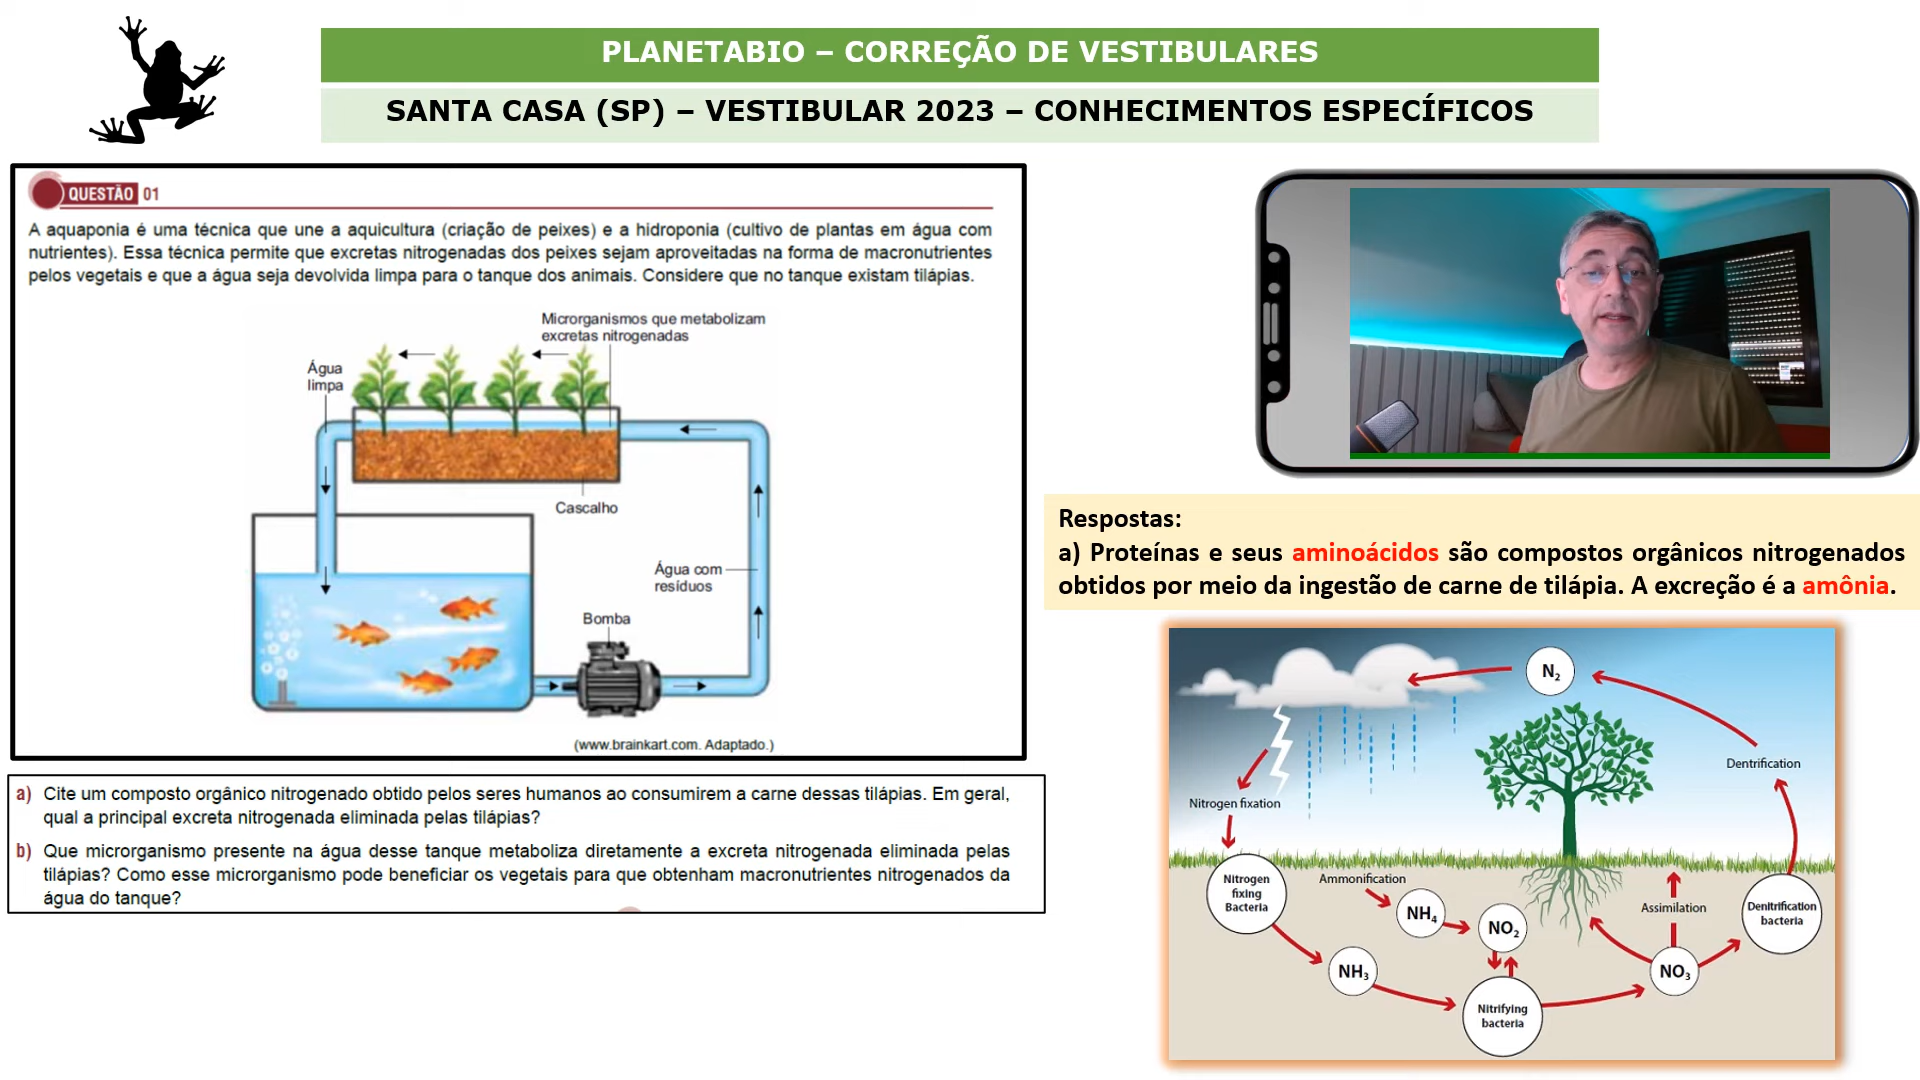 PLANETABIO – CORREÇÃO DE VESTIBULARES
SANTA CASA (SP) – VESTIBULAR 2023 – CONHECIMENTOS ESPECÍFICOS
QUESTÃO 01
A aquaponia é uma técnica que une a aquicultura (criação de peixes) e a hidroponia (cultivo de plantas em água com
nutrientes). Essa técnica permite que excretas nitrogenadas dos peixes sejam aproveitadas na forma de macronutrientes
pelos vegetais e que a água seja devolvida limpa para o tanque dos animais. Considere que no tanque existam tilápias.
Microrganismos que metabolizam
excretas nitrogenadas
Água
limpa
Cascalho
Água com
resíduos
Bomba
(www.brainkart.com. Adaptado.)
a) Cite um composto orgânico nitrogenado obtido pelos seres humanos ao consumirem a carne dessas tilápias. Em geral,
qual a principal excreta nitrogenada eliminada pelas tilápias?
b) Que microrganismo presente na água desse tanque metaboliza diretamente a excreta nitrogenada eliminada pelas
tilápias? Como esse microrganismo pode beneficiar os vegetais para que obtenham macronutrientes nitrogenados da
água do tanque?
Respostas:
a) Proteínas e seus aminoácidos são compostos orgânicos nitrogenados
obtidos por meio da ingestão de carne de tilápia. A excreção é a amônia.
N₂
Dentrification
Nitrogen fixation
Nitrogen
fixing
Bacteria
Ammonification
NH₄
NO₂
Assimilation
Denitrification
bacteria
NH₃
NO₃
Nitrifying
bacteria